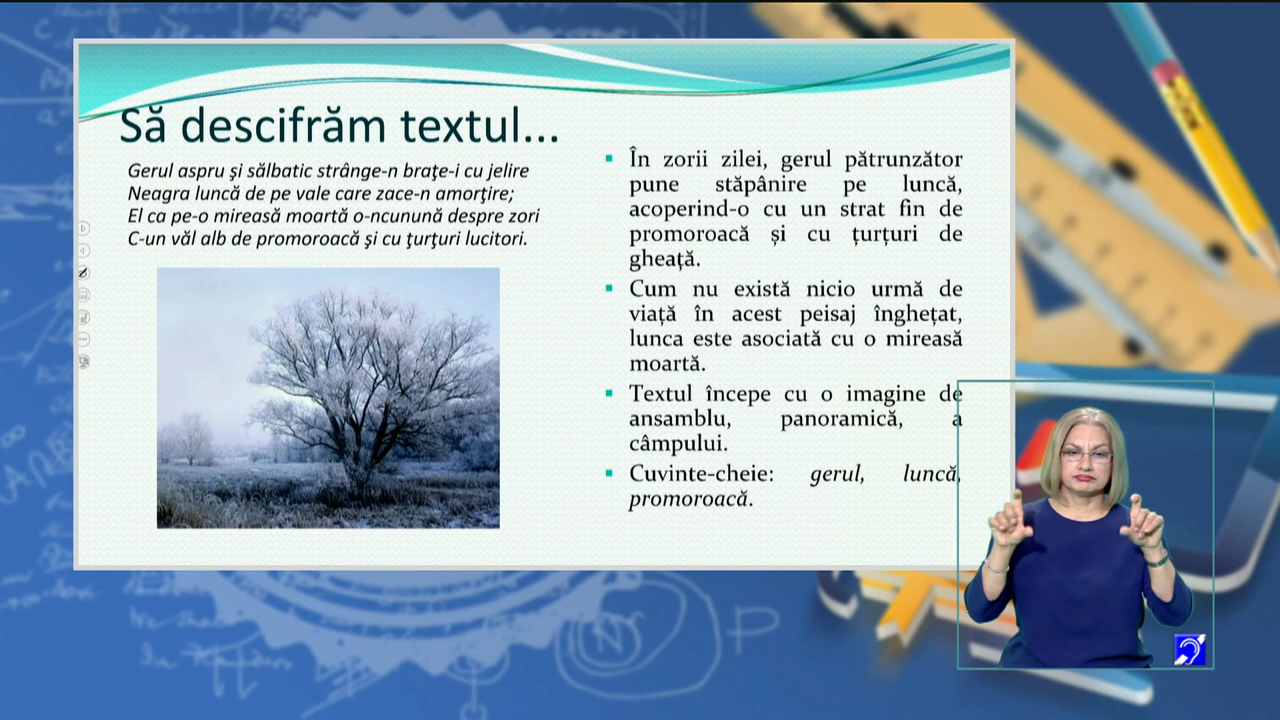 Să descifrăm textul...
Gerul aspru şi sălbatic strânge-n braţe-i cu jelire
Neagra luncă de pe vale care zace-n amorţire;
El ca pe-o mireasă moartă o-ncunună despre zori
C-un văl alb de promoroacă şi cu ţurţuri lucitori.
În zorii zilei, gerul pătrunzător
pune stăpânire pe luncă,
acoperind-o cu un strat fin de
promoroacă și cu țurțuri de
gheață.
Cum nu există nicio urmă de
viață în acest peisaj înghețat,
lunca este asociată cu o mireasă
moartă.
Textul începe cu o imagine de
ansamblu, panoramică, a
câmpului.
Cuvinte-cheie: gerul, luncă,
promoroacă.
N
P